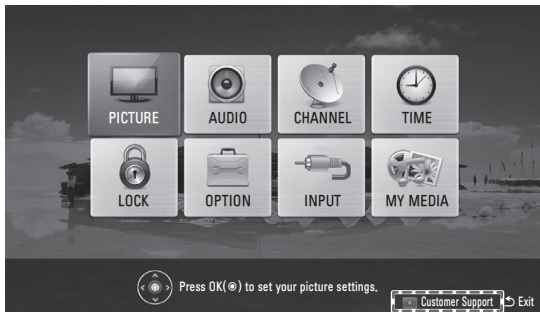 PICTURE AUDIO CHANNEL TIME
LOCK OPTION INPUT MY MEDIA
Press OK(◉) to set your picture settings.
Customer Support Exit